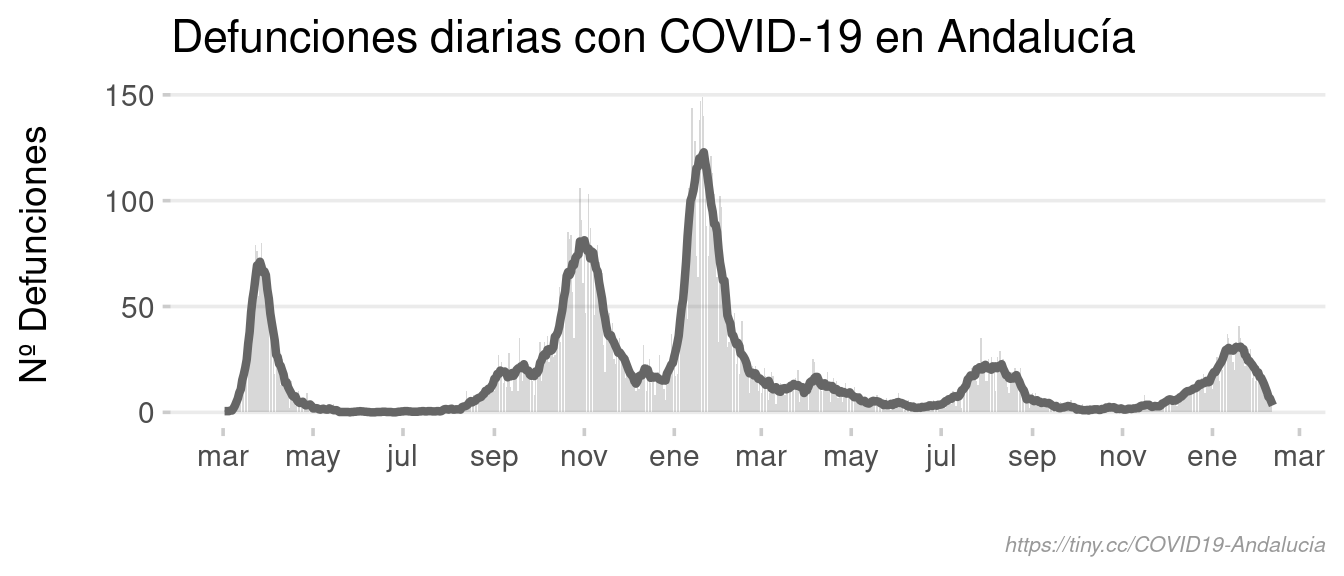 Defunciones diarias con COVID-19 en Andalucía
Nº Defunciones
150
100
50
0
mar may jul sep nov ene mar may jul sep nov ene mar
https://tiny.cc/COVID19-Andalucia